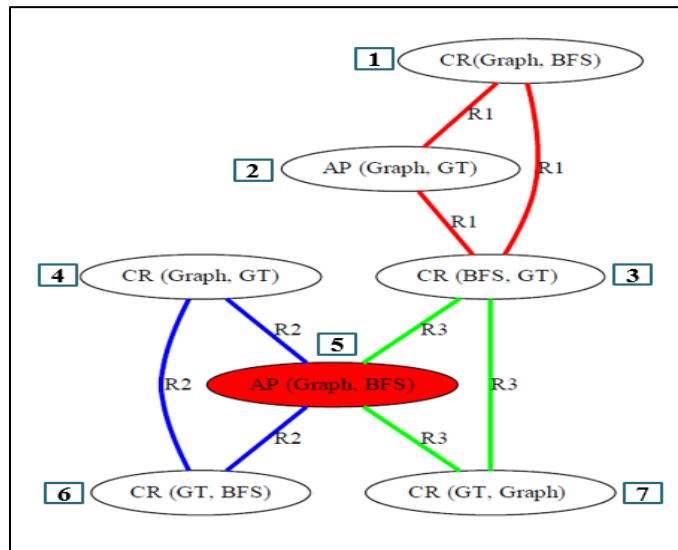 1 CR(Graph, BFS)
R1
2 AP (Graph, GT) R1
R1
4 CR (Graph, GT) CR (BFS, GT) 3
R2 5 R3
R2 AP (Graph, BFS) R3
R2 R3
6 CR (GT, BFS) CR (GT, Graph) 7